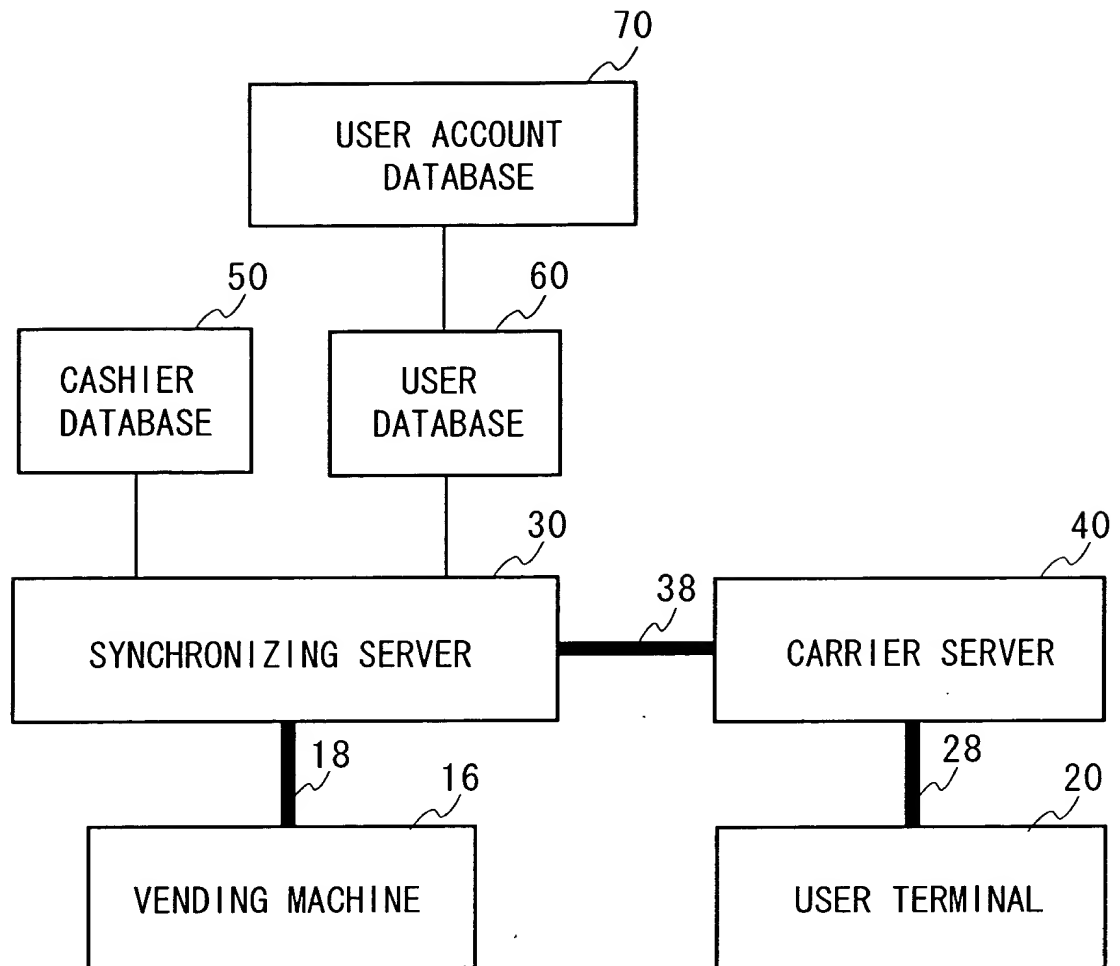 70
USER ACCOUNT
DATABASE
50
60
CASHIER
DATABASE
USER
DATABASE
30
40
38
SYNCHRONIZING SERVER
CARRIER SERVER
18
28
16
20
VENDING MACHINE
USER TERMINAL